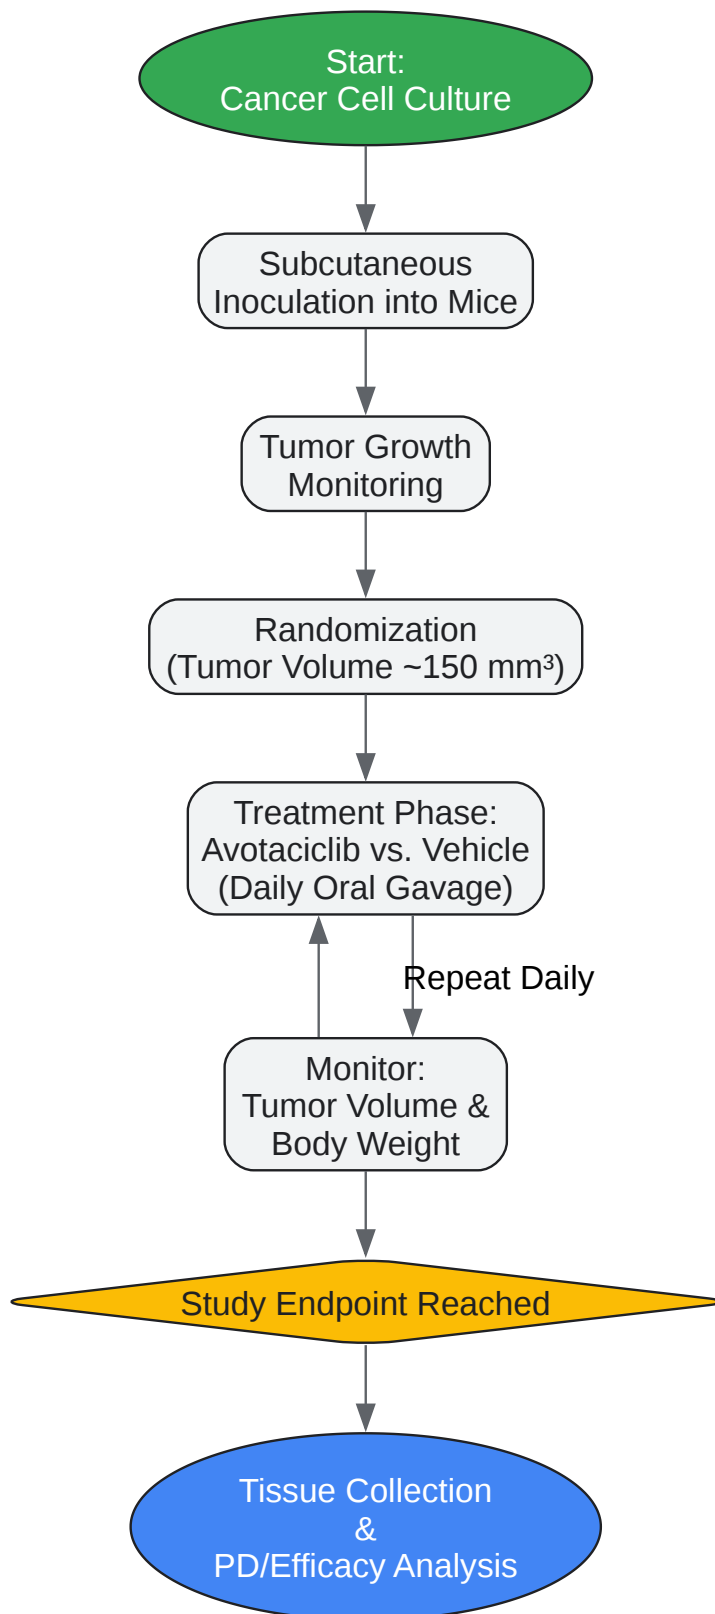 Start:
Cancer Cell Culture
Subcutaneous
Inoculation into Mice
Tumor Growth
Monitoring
Randomization
(Tumor Volume ~150 mm³)
Treatment Phase:
Avotaciclib vs. Vehicle
(Daily Oral Gavage)
Repeat Daily
Monitor:
Tumor Volume &
Body Weight
Study Endpoint Reached
Tissue Collection
&
PD/Efficacy Analysis